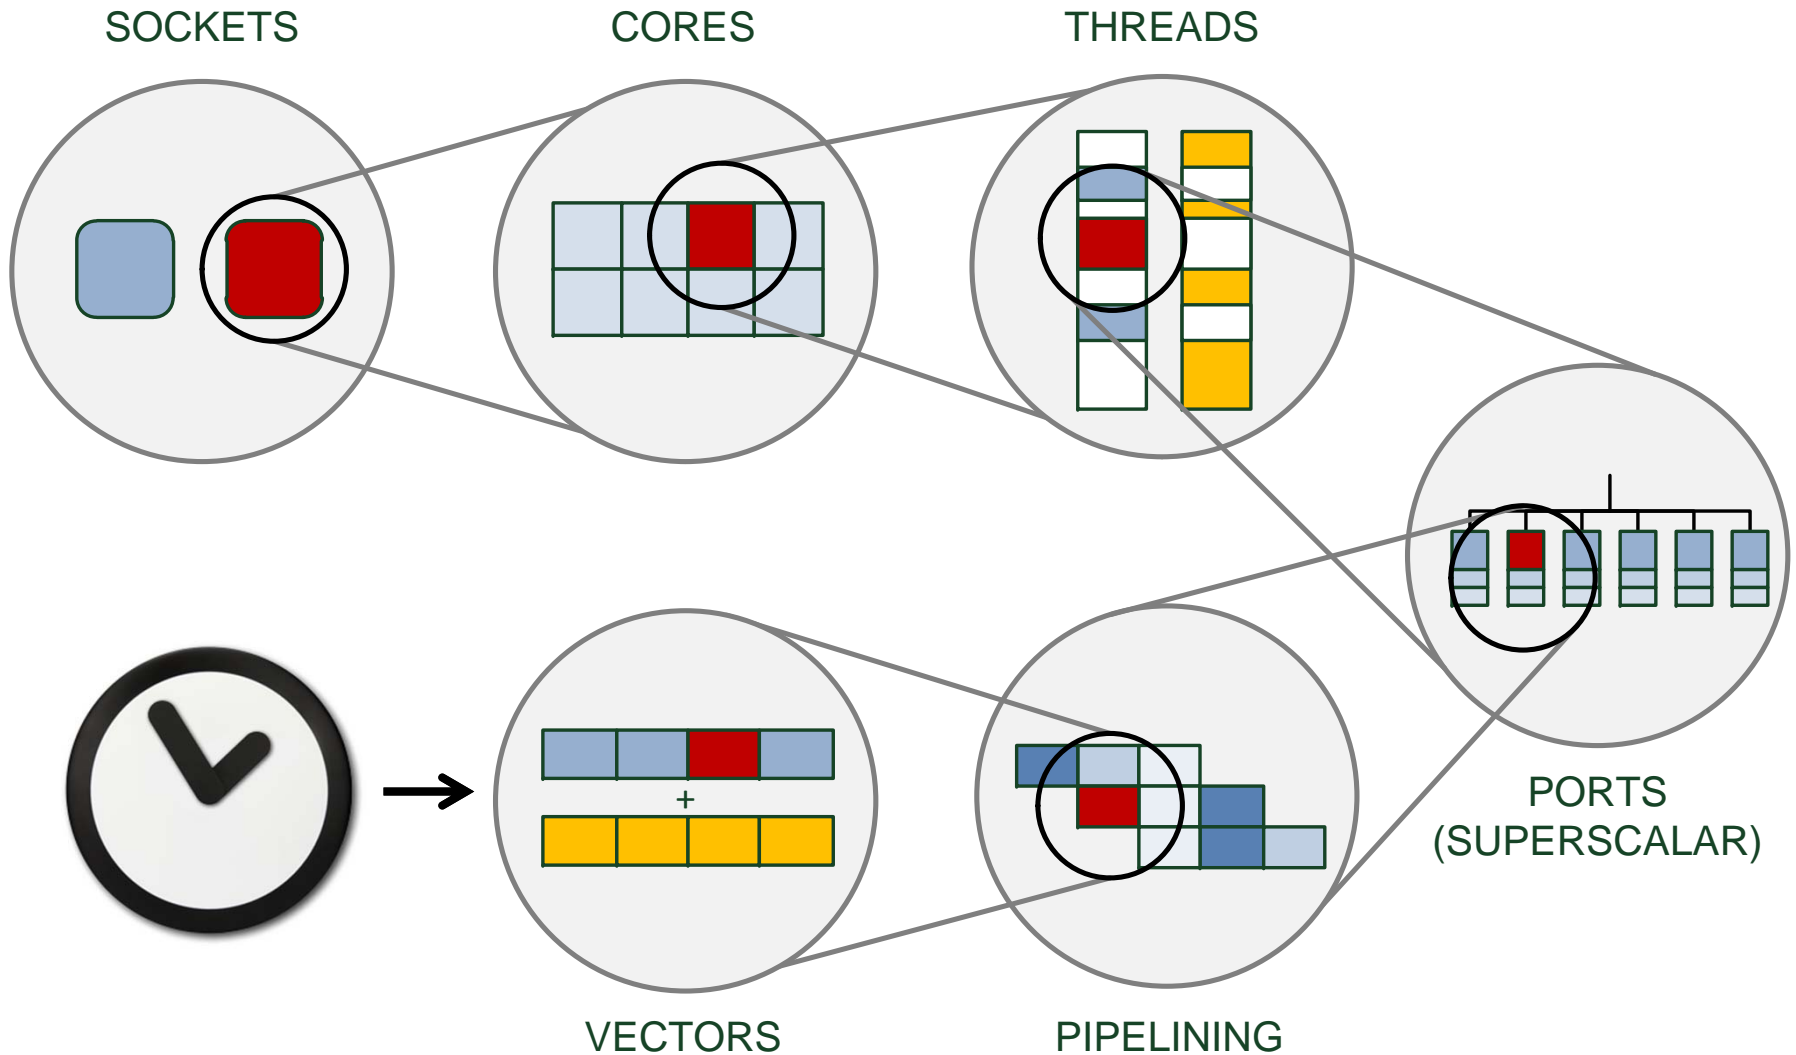 SOCKETS
CORES
THREADS
+
PORTS
(SUPERSCALAR)
VECTORS
PIPELINING